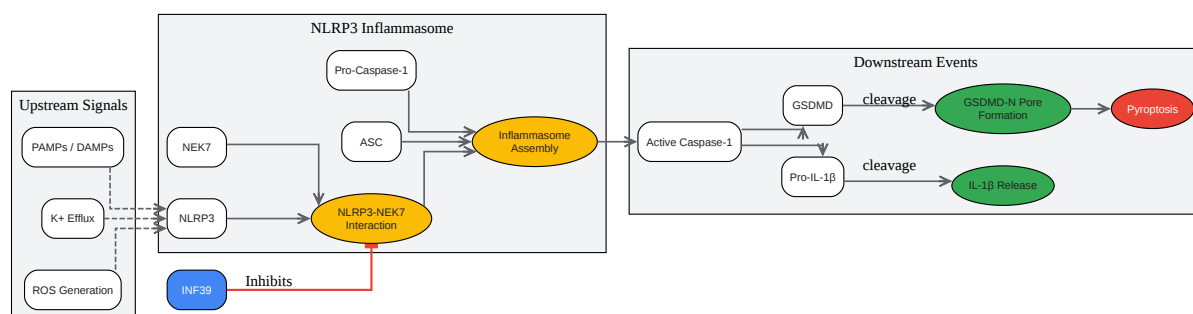 Upstream Signals
PAMPs / DAMPs
K+ Efflux
ROS Generation
NLRP3 Inflammasome
Pro-Caspase-1
NEK7
ASC
NLRP3
NLRP3-NEK7
Interaction
Inflammasome
Assembly
INF39
Inhibits
Downstream Events
Active Caspase-1
GSDMD
cleavage
GSDMD-N Pore
Formation
Pyroptosis
Pro-IL-1β
cleavage
IL-1β Release